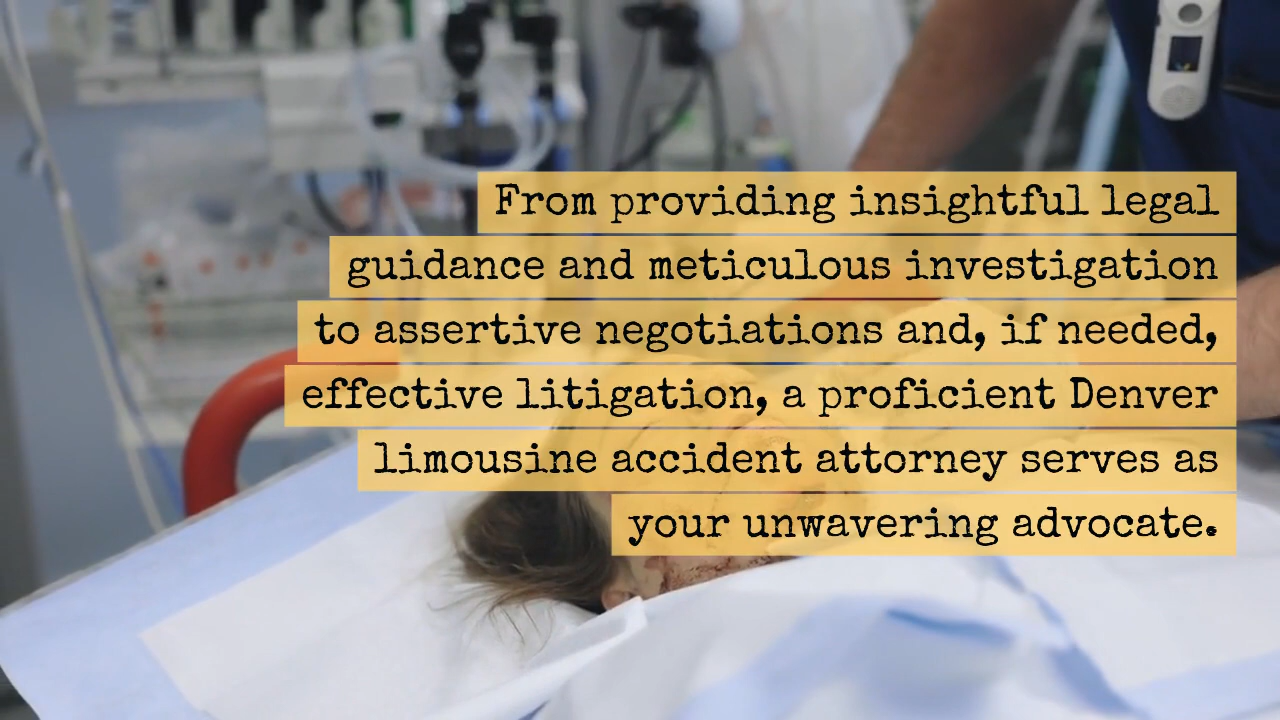 From providing insightful legal
guidance and meticulous investigation
to assertive negotiations and, if needed,
effective litigation, a proficient Denver
limousine accident attorney serves as
your unwavering advocate.